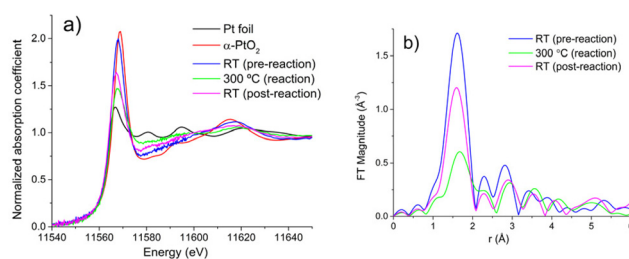 a)
Pt foil
α-PtO2
RT (pre-reaction)
300 ºC (reaction)
RT (post-reaction)
Normalized absorption coefficient
2.0
1.5
1.0
0.5
0.0
11540 11560 11580 11600 11620 11640
Energy (eV)
b)
RT (pre-reaction)
300 ºC (reaction)
RT (post-reaction)
FT Magnitude (Å-3)
1.5
1.0
0.5
0.0
0 1 2 3 4 5 6
r (Å)